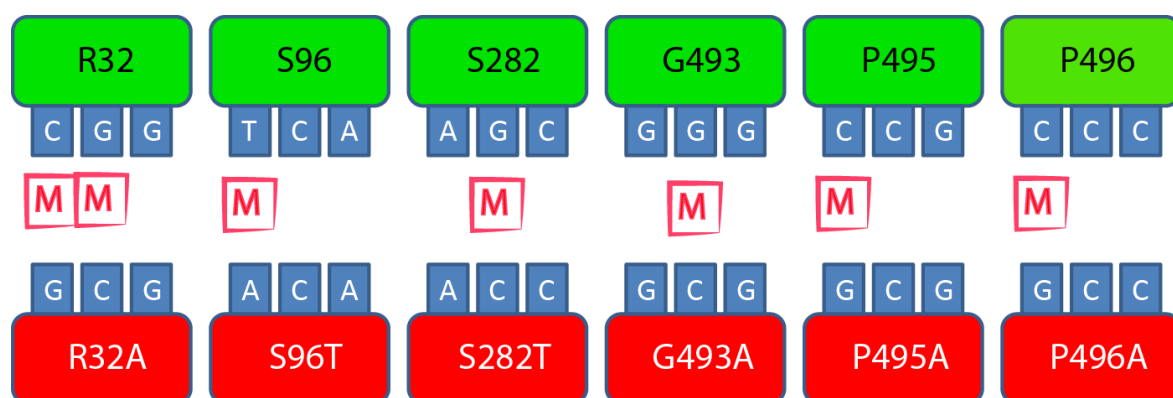 R32 S96 S282 G493 P495 P496
C G G T C A A G C G G G C C G C C C
M M M M M M M
G C G A C A A C C G C G G C G G C C
R32A S96T S282T G493A P495A P496A